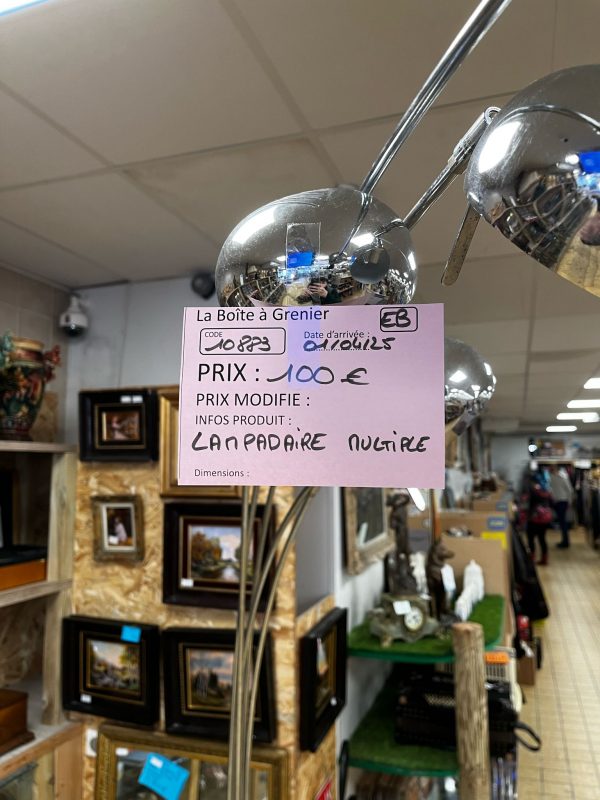 La Boîte à Grenier EB
CODE Date d'arrivée :
10883 01/04/25
PRIX : 100 €
PRIX MODIFIE :
INFOS PRODUIT :
LAMPADAIRE MULTIPLE
Dimensions :